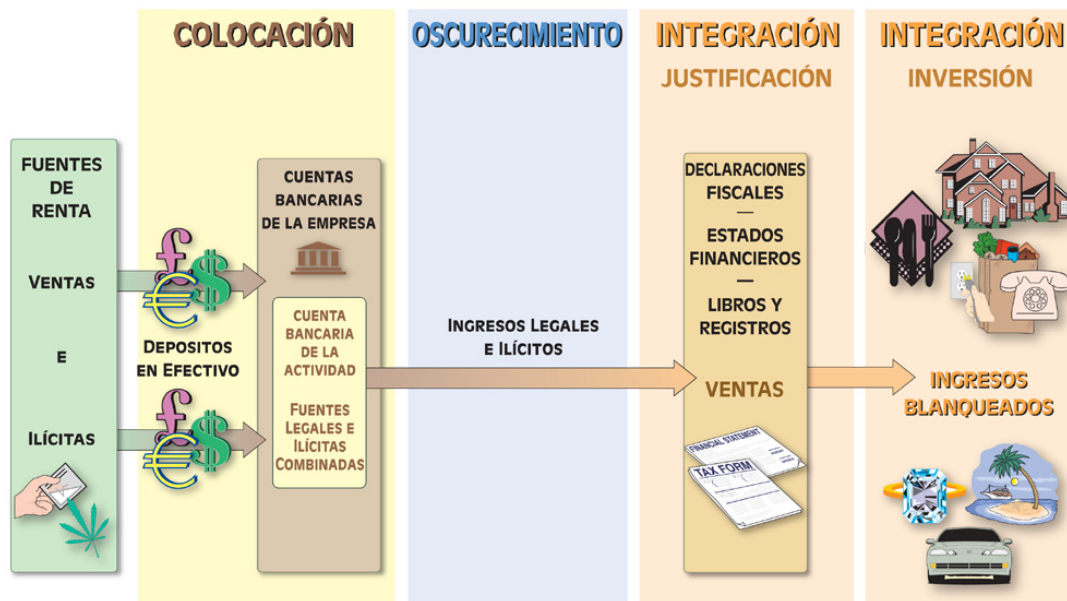 COLOCACIÓN
OSCURECIMIENTO
INTEGRACIÓN
JUSTIFICACIÓN
INTEGRACIÓN
INVERSIÓN
FUENTES
DE
RENTA
VENTAS
E
ILÍCITAS
DEPOSITOS
EN EFECTIVO
£
$
€
£
$
€
CUENTAS
BANCARIAS
DE LA EMPRESA
CUENTA
BANCARIA
DE LA
ACTIVIDAD
FUENTES
LEGALES E
ILÍCITAS
COMBINADAS
INGRESOS LEGALES
E ILÍCITOS
DECLARACIONES
FISCALES
—
ESTADOS
FINANCIEROS
—
LIBROS Y
REGISTROS
VENTAS
FINANCIAL STATEMENT
TAX FORM
INGRESOS
BLANQUEADOS